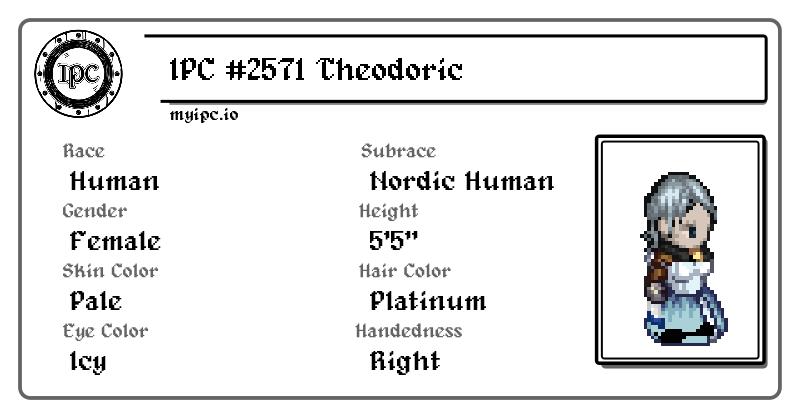 IPC
IPC #2571 Theodoric
myipc.io
Race
Human
Subrace
Nordic Human
Gender
Female
Height
5'5"
Skin Color
Pale
Hair Color
Platinum
Eye Color
Icy
Handedness
Right